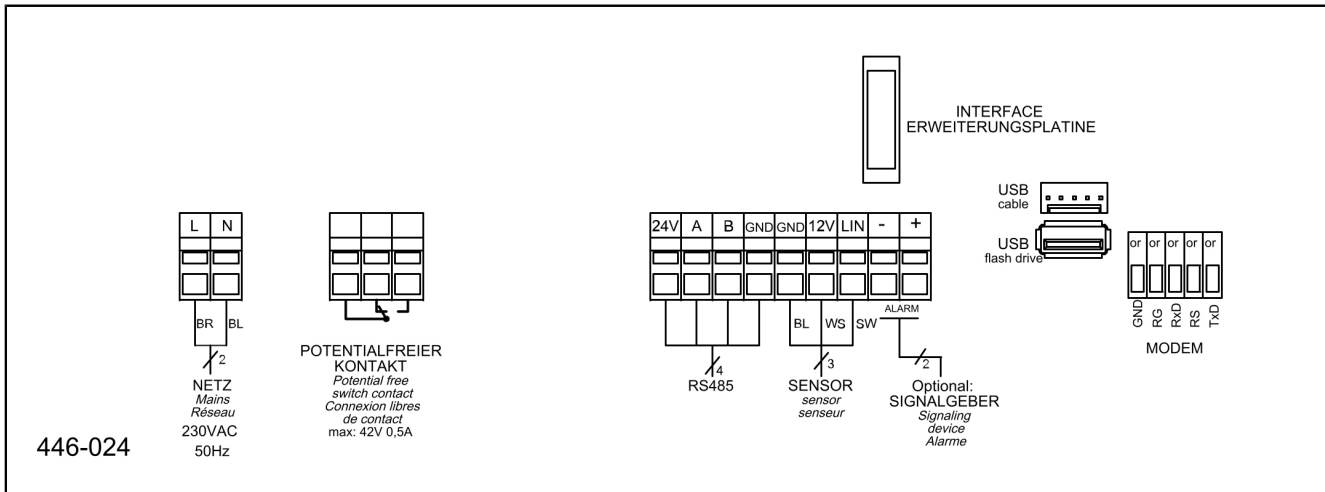 INTERFACE
ERWEITERUNGSPLATINE
USB
cable
USB
flash drive
L N
24V A B GND GND 12V LIN - +
or or or or or
GND RG RxD RS TxD
MODEM
BR BL
2
NETZ
Mains
Réseau
230VAC
50Hz
POTENTIALFREIER
KONTAKT
Potential free
switch contact
Connexion libres
de contact
max: 42V 0,5A
4
RS485
BL WS SW
3
SENSOR
sensor
senseur
ALARM
2
Optional:
SIGNALGEBER
Signaling
device
Alarme
446-024